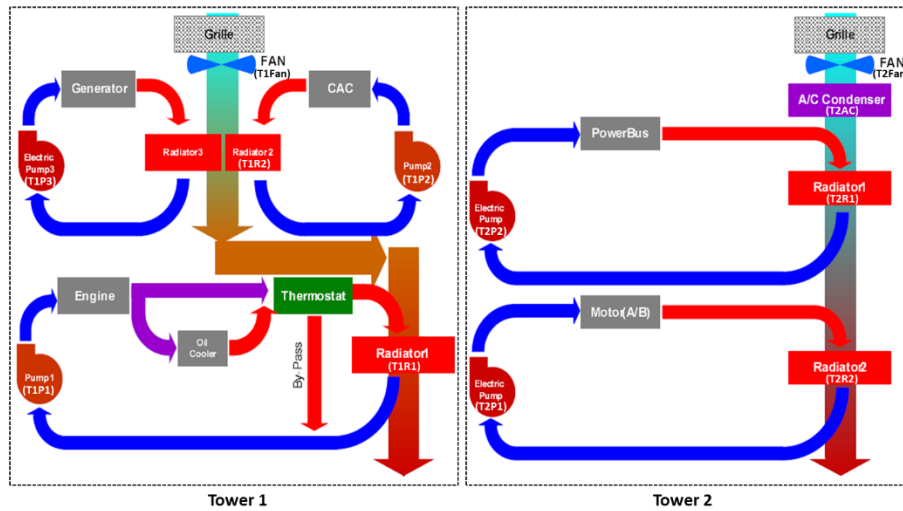 Grille
FAN
(T1Fan)
Generator
CAC
Electric
Pump3
(T1P3)
Radiator3
Radiator 2
(T1R2)
Pump2
(T1P2)
Engine
Thermostat
Oil
Cooler
By- Pass
Radiator1
(T1R1)
Pump1
(T1P1)
Tower 1
Grille
FAN
(T2Fan)
A/C Condenser
(T2AC)
PowerBus
Radiator1
(T2R1)
Electric
Pump
(T2P2)
Motor(A/B)
Radiator2
(T2R2)
Electric
Pump
(T2P1)
Tower 2